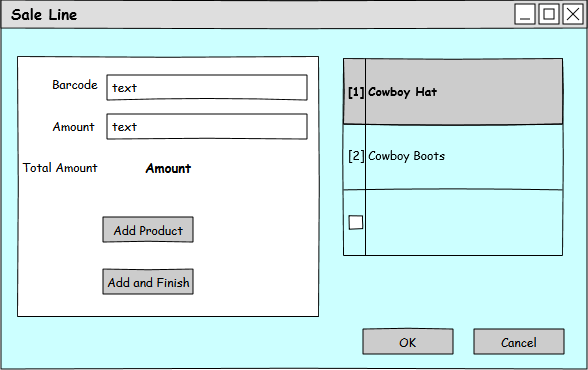 Sale Line
Barcode text
Amount text
Total Amount Amount
Add Product
Add and Finish
[1] Cowboy Hat
[2] Cowboy Boots
OK Cancel